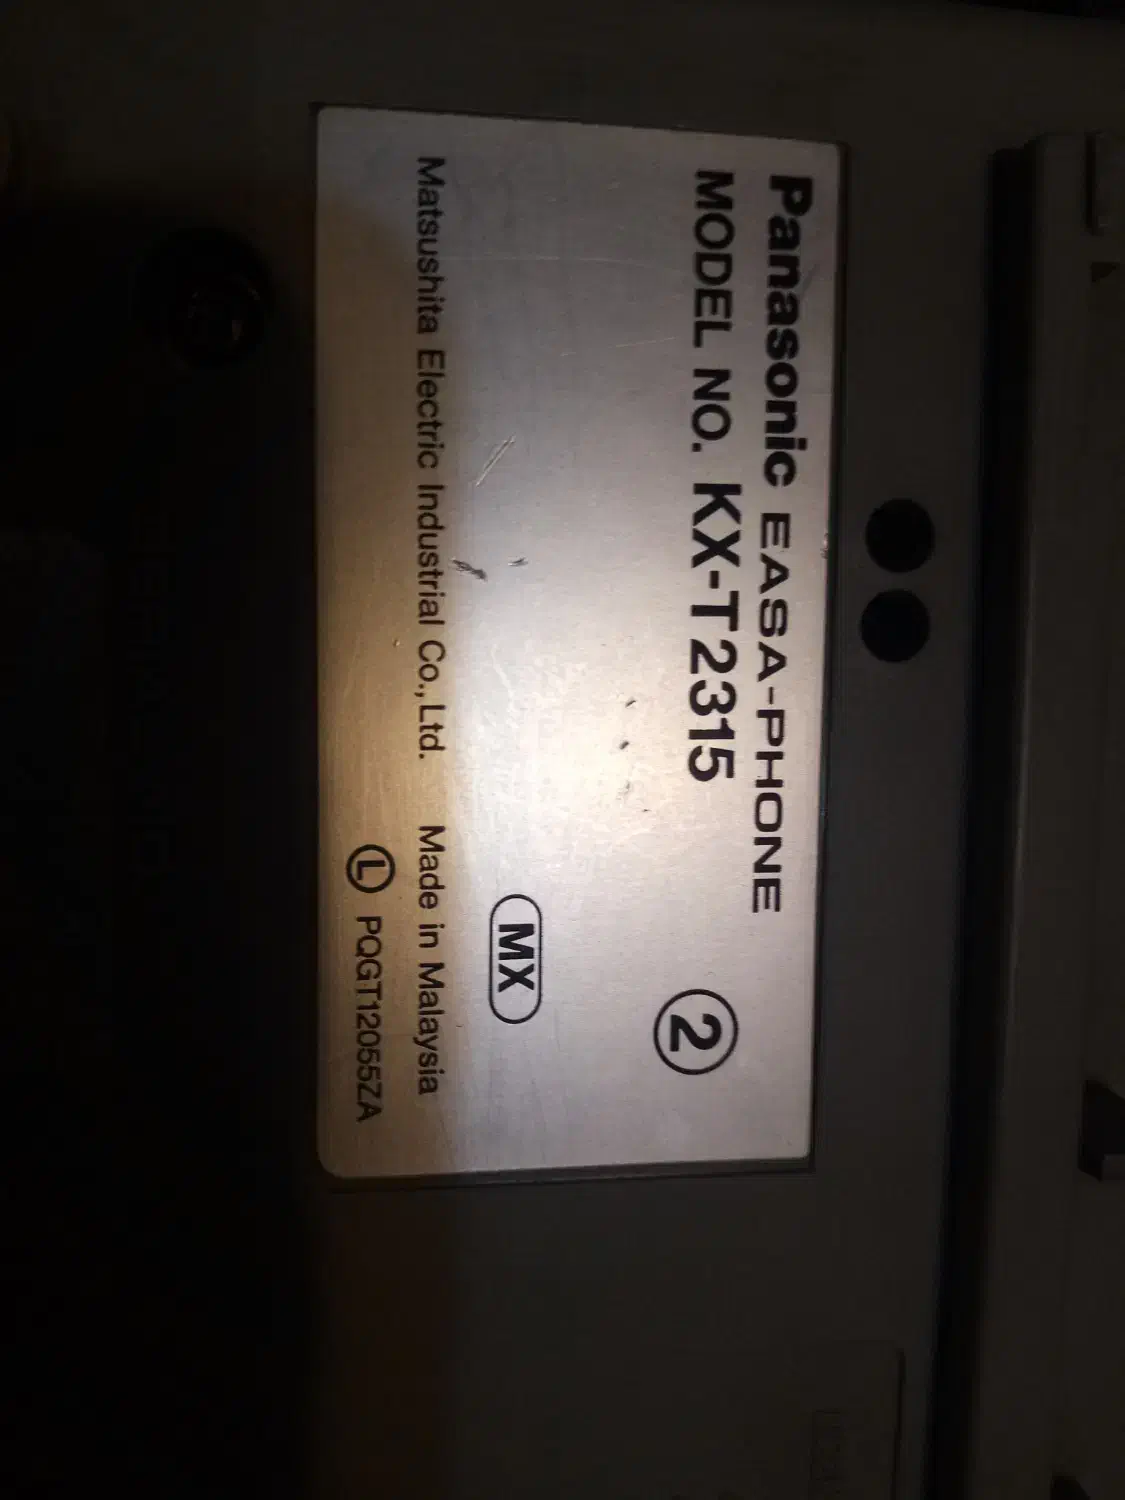 Panasonic EASA-PHONE
MODEL NO. KX-T2315
2
MX
Matsushita Electric Industrial Co., Ltd. Made in Malaysia
L PQGT12055ZA